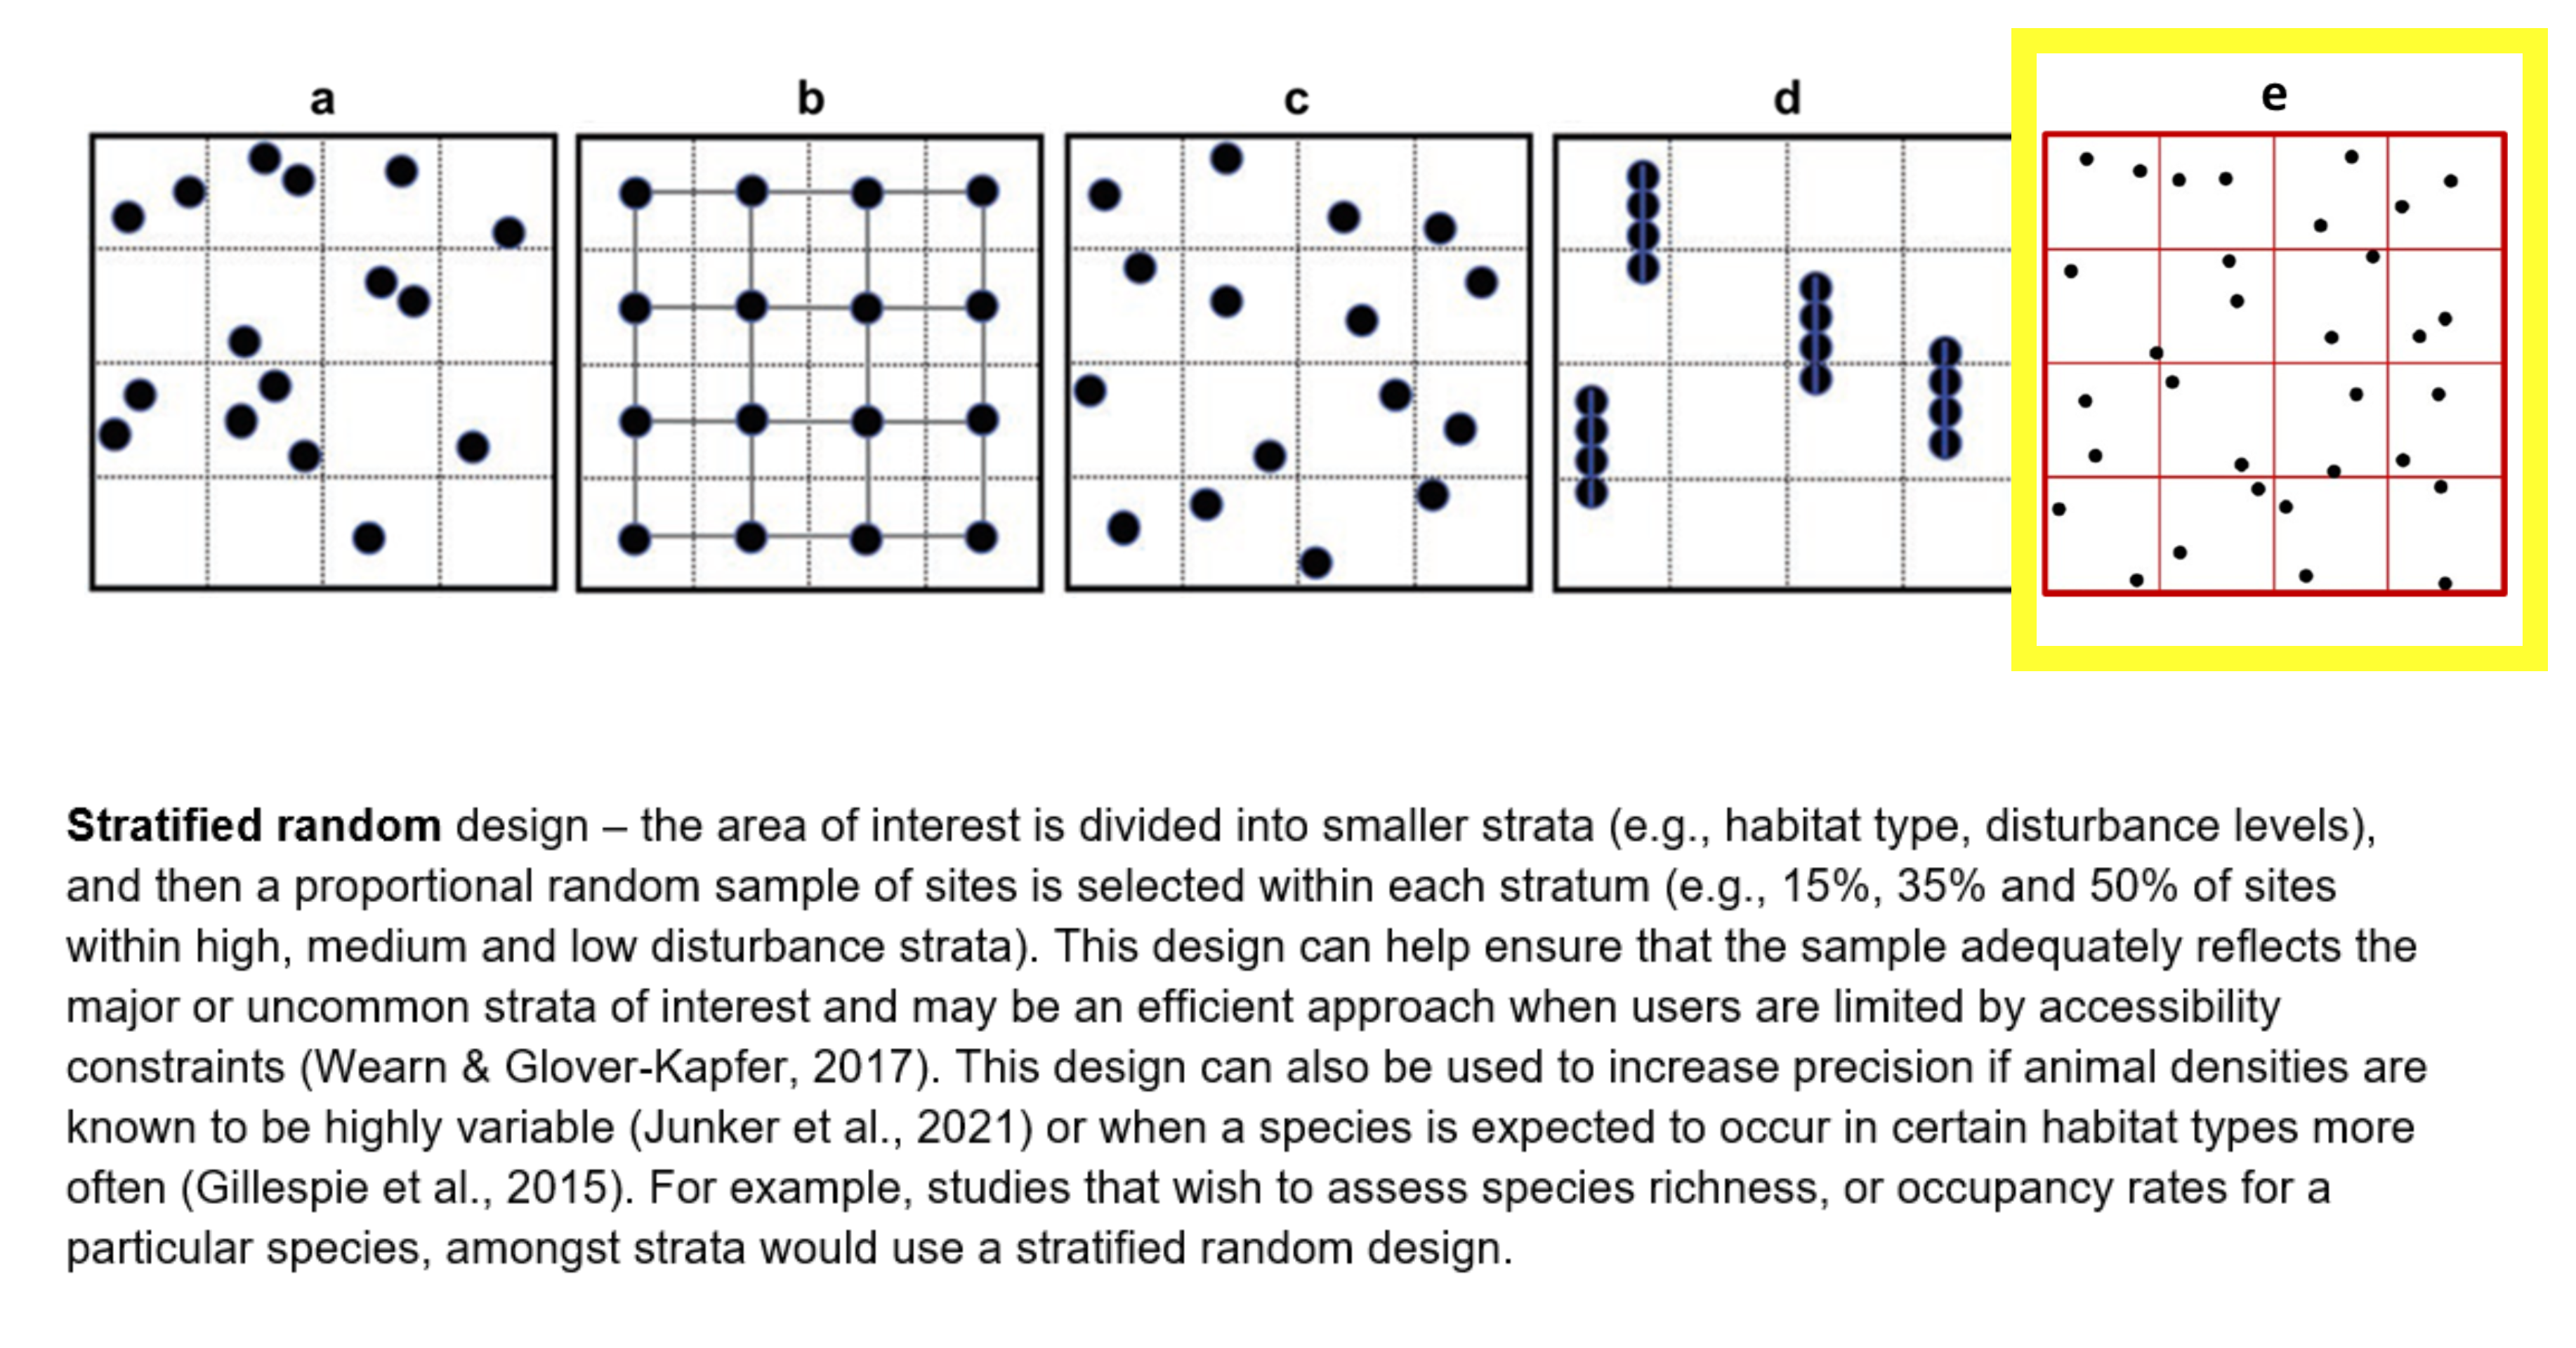 a b c d e
Stratified random design – the area of interest is divided into smaller strata (e.g., habitat type, disturbance levels),
and then a proportional random sample of sites is selected within each stratum (e.g., 15%, 35% and 50% of sites
within high, medium and low disturbance strata). This design can help ensure that the sample adequately reflects the
major or uncommon strata of interest and may be an efficient approach when users are limited by accessibility
constraints (Wearn & Glover-Kapfer, 2017). This design can also be used to increase precision if animal densities are
known to be highly variable (Junker et al., 2021) or when a species is expected to occur in certain habitat types more
often (Gillespie et al., 2015). For example, studies that wish to assess species richness, or occupancy rates for a
particular species, amongst strata would use a stratified random design.